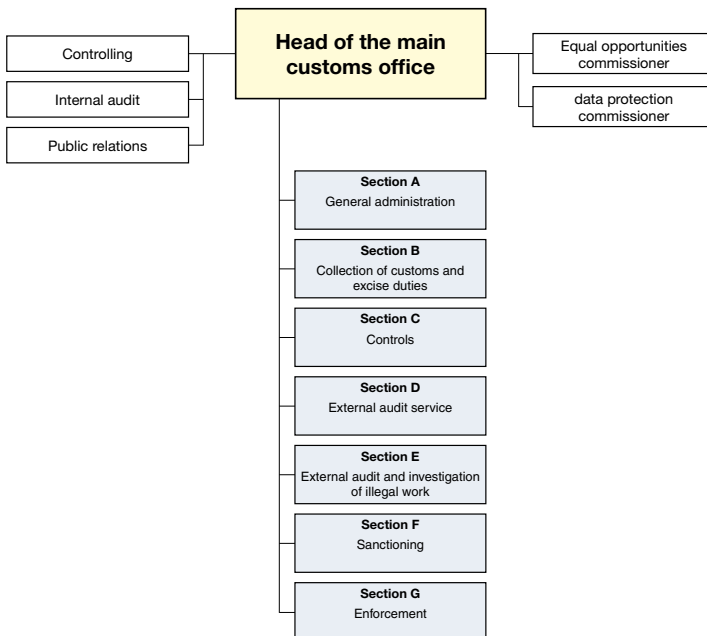 Head of the main
customs office
Controlling
Internal audit
Public relations
Equal opportunities
commissioner
data protection
commissioner
Section A
General administration
Section B
Collection of customs and
excise duties
Section C
Controls
Section D
External audit service
Section E
External audit and investigation
of illegal work
Section F
Sanctioning
Section G
Enforcement